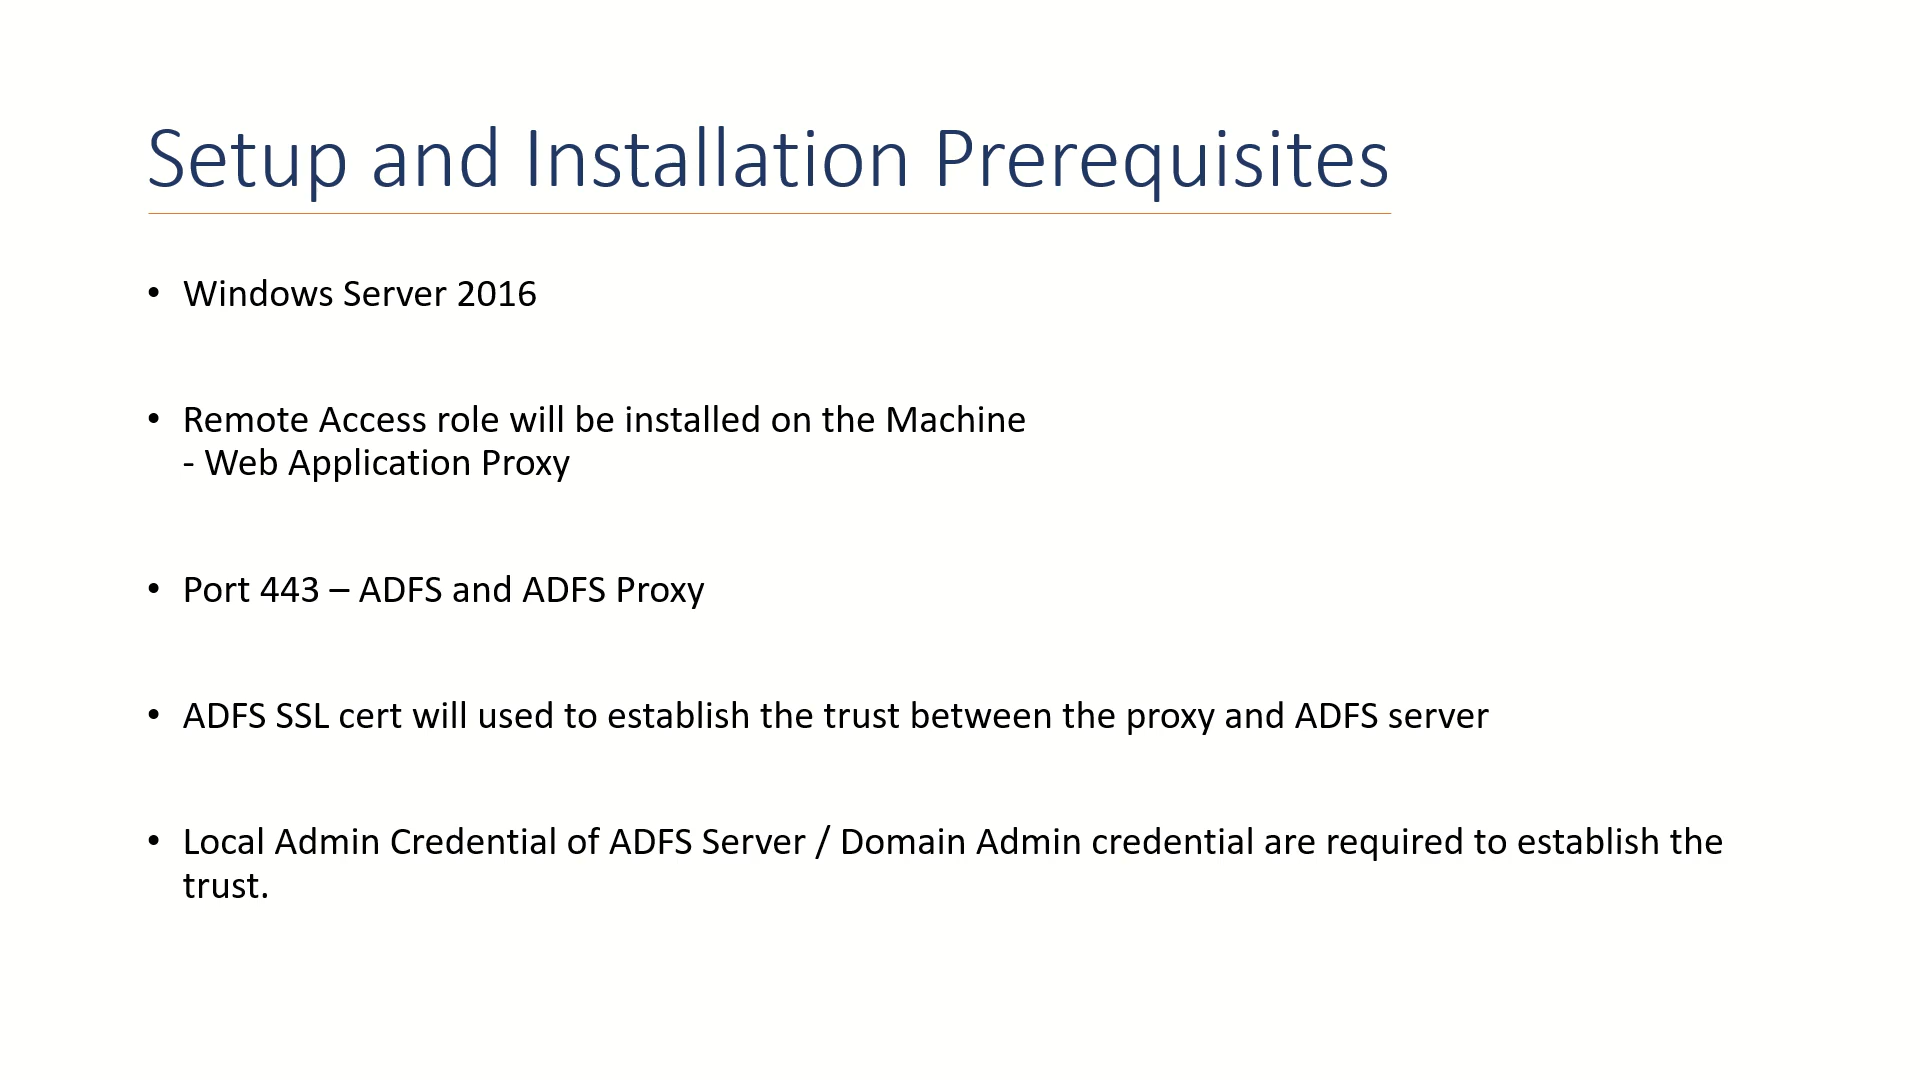 Setup and Installation Prerequisites
• Windows Server 2016
• Remote Access role will be installed on the Machine
- Web Application Proxy
• Port 443 – ADFS and ADFS Proxy
• ADFS SSL cert will used to establish the trust between the proxy and ADFS server
• Local Admin Credential of ADFS Server / Domain Admin credential are required to establish the
trust.